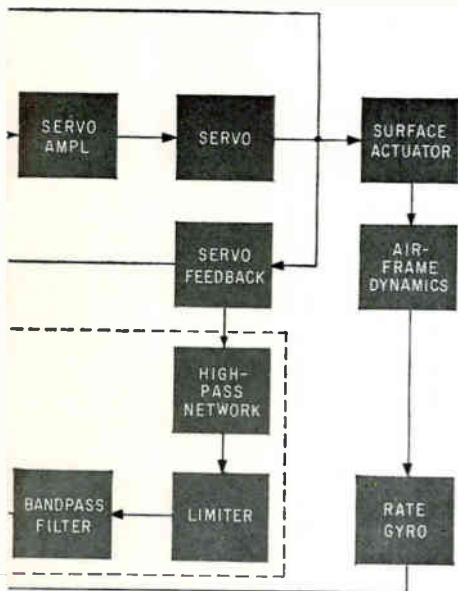 SERVO
AMPL
SERVO
SURFACE
ACTUATOR
SERVO
FEEDBACK
AIR-
FRAME
DYNAMICS
HIGH-
PASS
NETWORK
BANDPASS
FILTER
LIMITER
RATE
GYRO